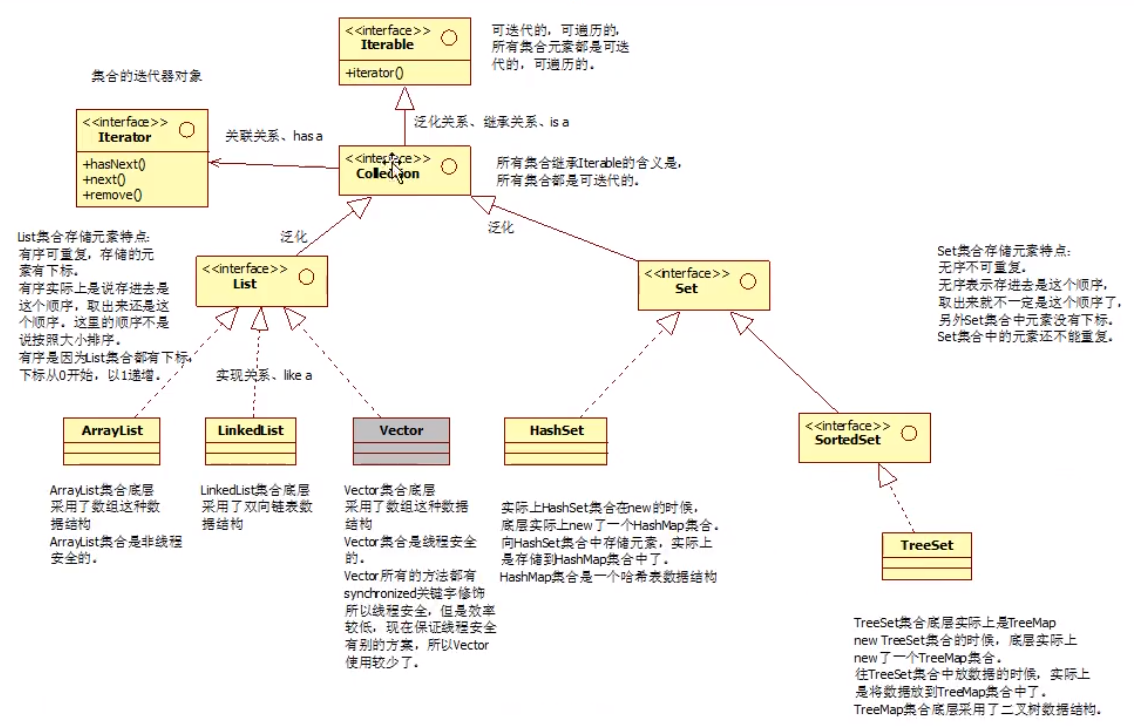 <<interface>>
Iterable
+iterator()
可迭代的，可遍历的，
所有集合元素都是可迭
代的，可遍历的。
集合的迭代器对象
<<interface>>
Iterator
+hasNext()
+next()
+remove()
关联关系、has a
泛化关系、继承关系、is a
<<interface>>
Collection
所有集合继承Iterable的含义是，
所有集合都是可迭代的。
泛化
泛化
List集合存储元素特点:
有序可重复，存储的元
素有下标。
有序实际上是说存进去是
这个顺序，取出来还是这
个顺序。这里的顺序不是
说按照大小排序。
有序是因为List集合都有下标，
下标从0开始，以1递增。
<<interface>>
List
<<interface>>
Set
Set集合存储元素特点:
无序不可重复。
无序表示存进去是这个顺序，
取出来就不一定是这个顺序了，
另外Set集合中元素没有下标。
Set集合中的元素还不能重复。
实现关系、like a
ArrayList
LinkedList
Vector
HashSet
<<interface>>
SortedSet
ArrayList集合底层
采用了数组这种数
据结构
ArrayList集合是非线程
安全的。
LinkedList集合底层
采用了双向链表数
据结构
Vector集合底层
采用了数组这种数据
结构
Vector集合是线程安全
的。
Vector所有的方法都有
synchronized关键字修饰
所以线程安全，但是效率
较低，现在保证线程安全
有别的方案，所以Vector
使用较少了。
实际上HashSet集合在new的时候，
底层实际上new了一个HashMap集合。
向HashSet集合中存储元素，实际上
是存储到HashMap集合中了。
HashMap集合是一个哈希表数据结构
TreeSet
TreeSet集合底层实际上是TreeMap
new TreeSet集合的时候，底层实际上
new了一个TreeMap集合。
往TreeSet集合中放数据的时候，实际上
是将数据放到TreeMap集合中了。
TreeMap集合底层采用了二叉树数据结构。